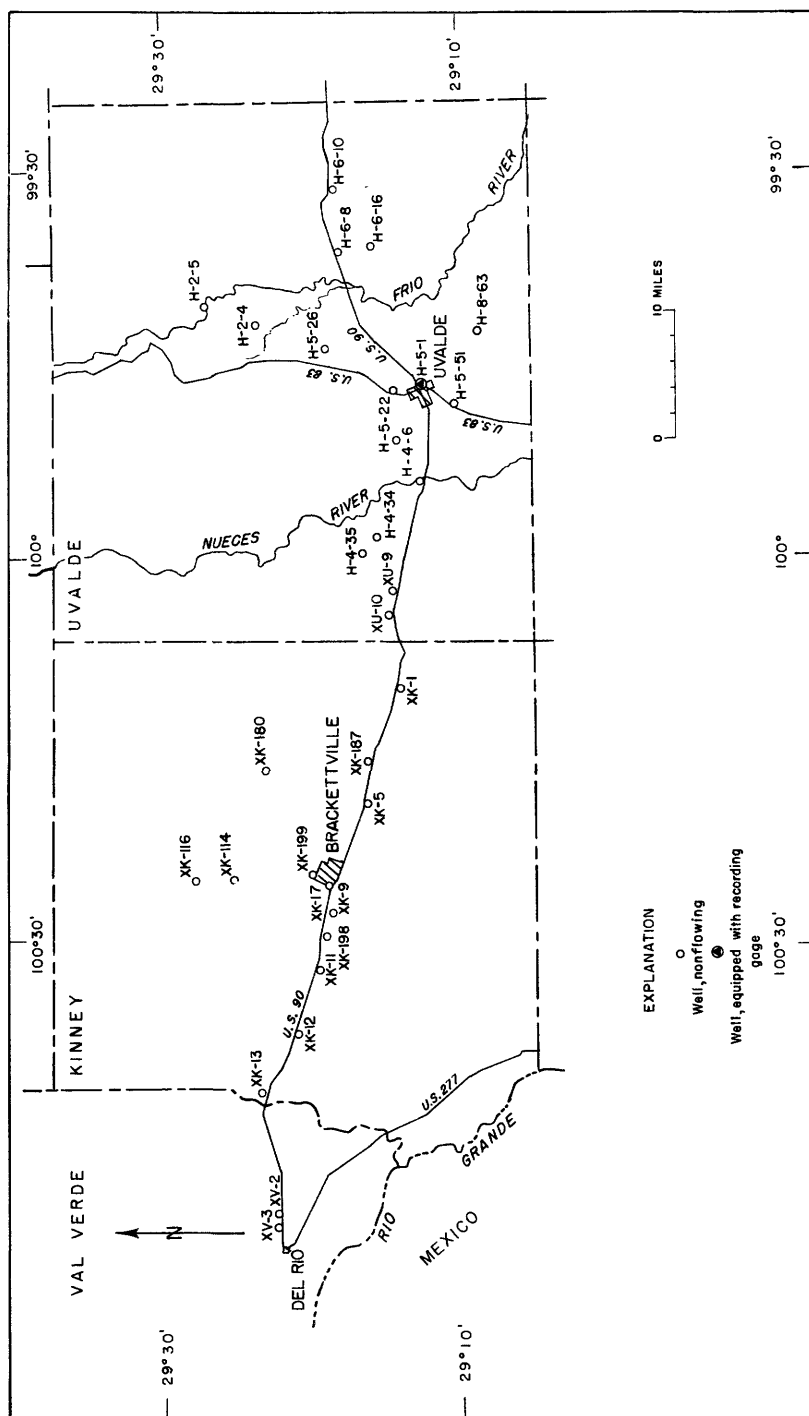 29°30'
29°10'
100°30'
100°
99°30'
VAL VERDE
KINNEY
UVALDE
N
XV-3
XV-2
DEL RIO
MEXICO
RIO
GRANDE
U.S. 277
XK-13
XK-12
U.S. 90
XK-11
XK-198
XK-9
XK-17
XK-199
BRACKETTVILLE
XK-116
XK-114
XK-180
XK-5
XK-187
XK-1
XU-10
XU-9
H-4-35
H-4-34
NUECES
RIVER
H-4-6
H-5-22
H-5-1
UVALDE
H-5-51
U.S. 83
U.S. 83
U.S. 90
H-5-26
H-2-4
H-2-5
H-6-8
H-6-10
H-6-16
H-8-63
FRIO
RIVER
0
10 MILES
EXPLANATION
Well, nonflowing
Well, equipped with recording
gage
29°30'
29°10'
100°30'
100°
99°30'